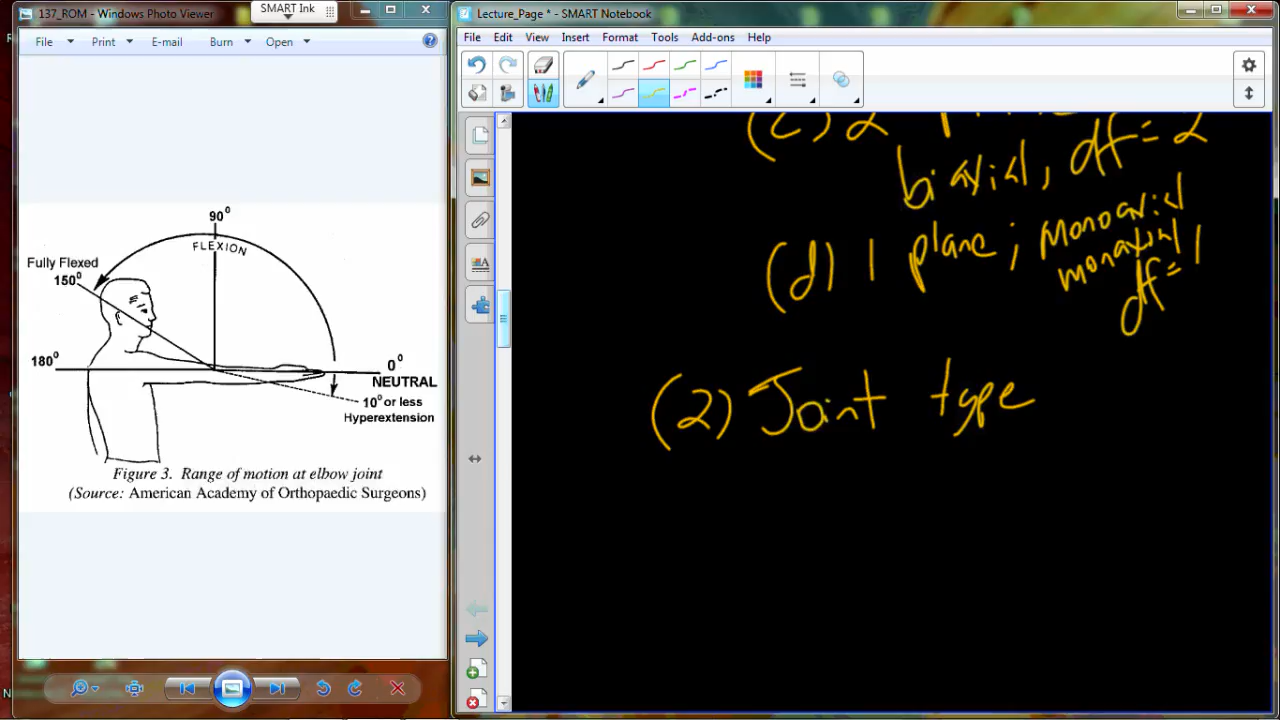 137_ROM - Windows Photo Viewer
SMART Ink
Lecture_Page * - SMART Notebook
File Print E-mail Burn Open
File Edit View Insert Format Tools Add-ons Help
90°
FLEXION
Fully Flexed
150°
180°
0°
NEUTRAL
10° or less
Hyperextension
Figure 3. Range of motion at elbow joint
(Source: American Academy of Orthopaedic Surgeons)
(c) 2
biaxial, df = 2
(d) 1 plane; monoaxial
monaxial
df = 1
(2) Joint type